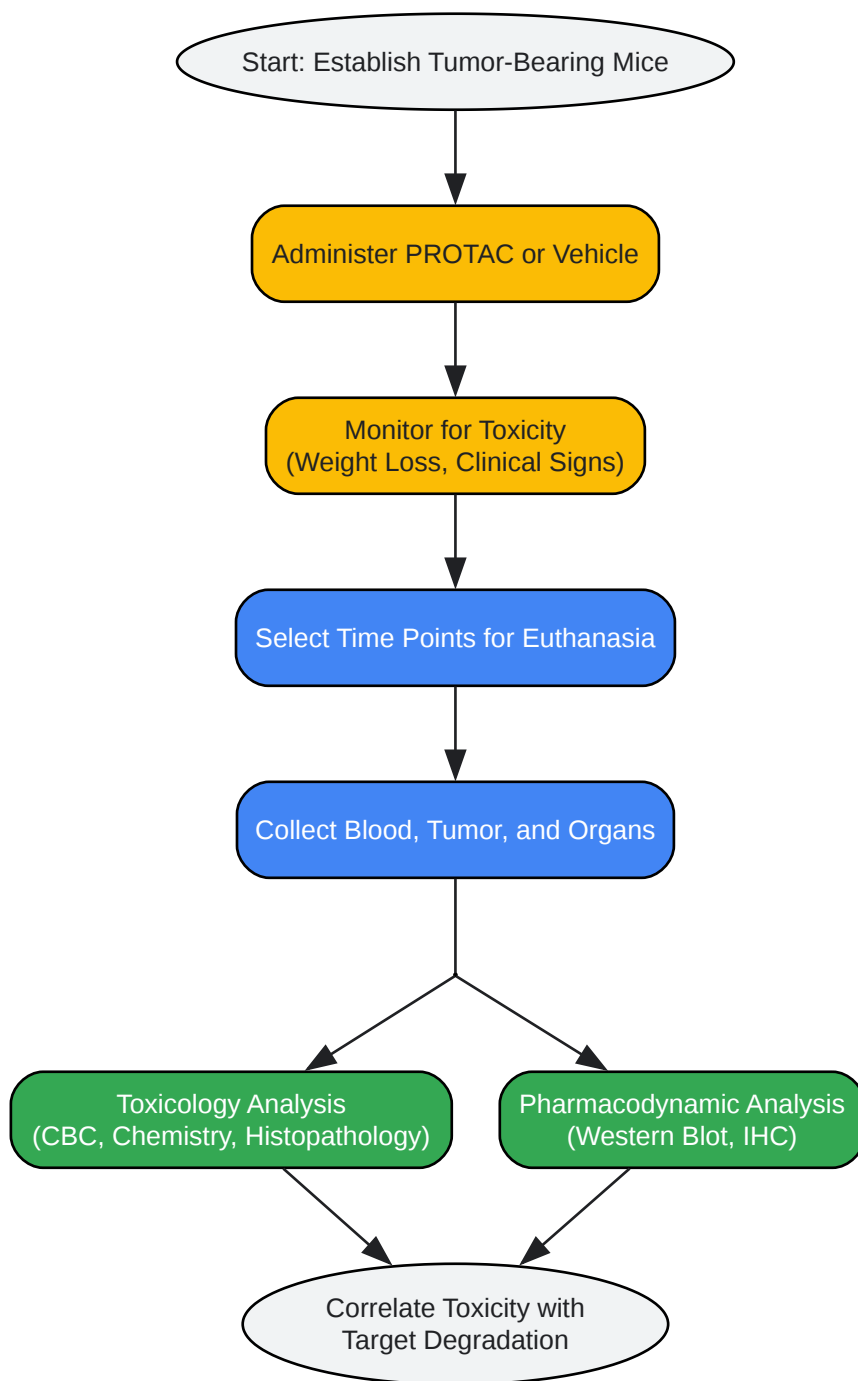 Start: Establish Tumor-Bearing Mice
Administer PROTAC or Vehicle
Monitor for Toxicity
(Weight Loss, Clinical Signs)
Select Time Points for Euthanasia
Collect Blood, Tumor, and Organs
Toxicology Analysis
(CBC, Chemistry, Histopathology)
Pharmacodynamic Analysis
(Western Blot, IHC)
Correlate Toxicity with
Target Degradation